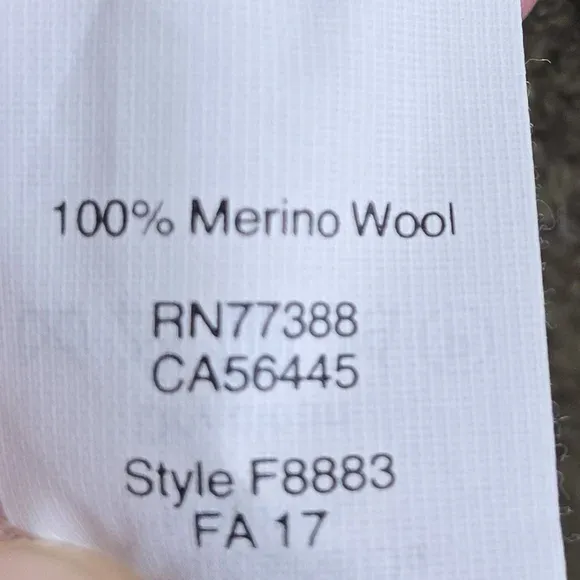 100% Merino Wool
RN77388
CA56445
Style F8883
FA 17